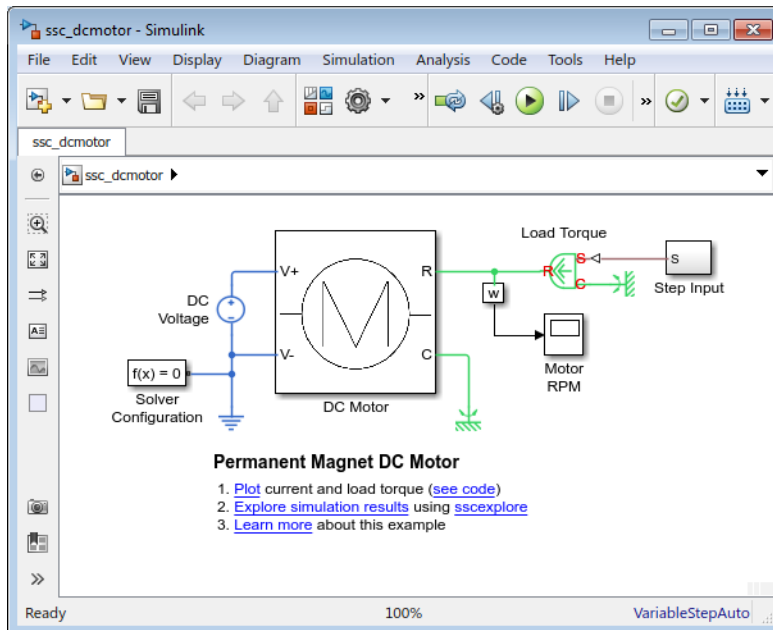 ssc_dcmotor - Simulink
File Edit View Display Diagram Simulation Analysis Code Tools Help
» »
ssc_dcmotor
ssc_dcmotor
Load Torque
V+
R
R
S
C
S
Step Input
DC
Voltage
w
f(x) = 0
V-
C
Motor
RPM
Solver
Configuration
DC Motor
Permanent Magnet DC Motor
1. Plot current and load torque (see code)
2. Explore simulation results using sscexplore
3. Learn more about this example
»
Ready 100% VariableStepAuto